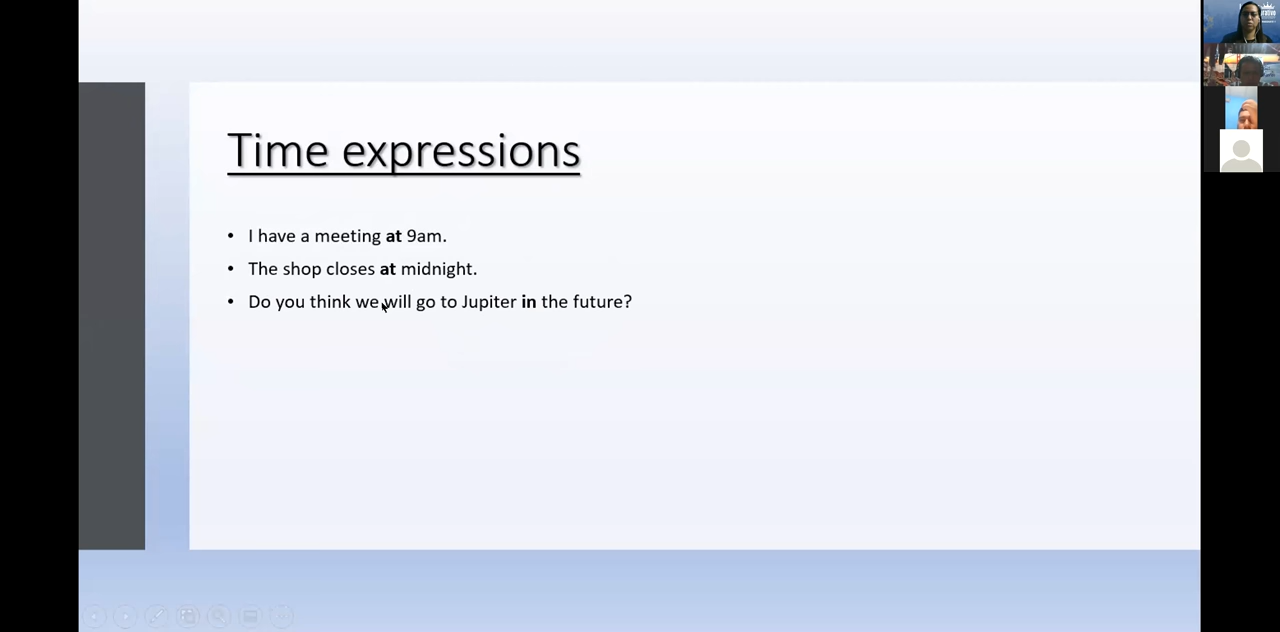 Time expressions
• I have a meeting at 9am.
• The shop closes at midnight.
• Do you think we will go to Jupiter in the future?